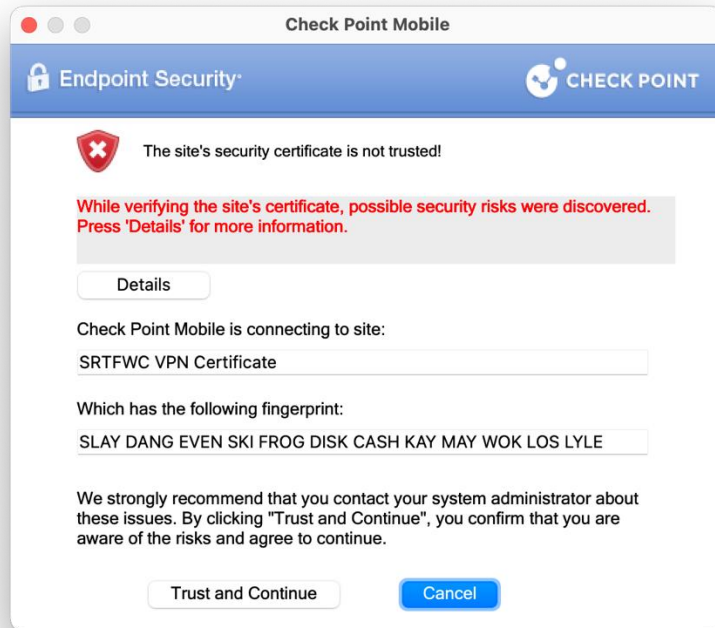 Check Point Mobile
Endpoint Security
CHECK POINT
The site's security certificate is not trusted!
While verifying the site's certificate, possible security risks were discovered.
Press 'Details' for more information.
Details
Check Point Mobile is connecting to site:
SRTFWC VPN Certificate
Which has the following fingerprint:
SLAY DANG EVEN SKI FROG DISK CASH KAY MAY WOK LOS LYLE
We strongly recommend that you contact your system administrator about
these issues. By clicking "Trust and Continue", you confirm that you are
aware of the risks and agree to continue.
Trust and Continue
Cancel